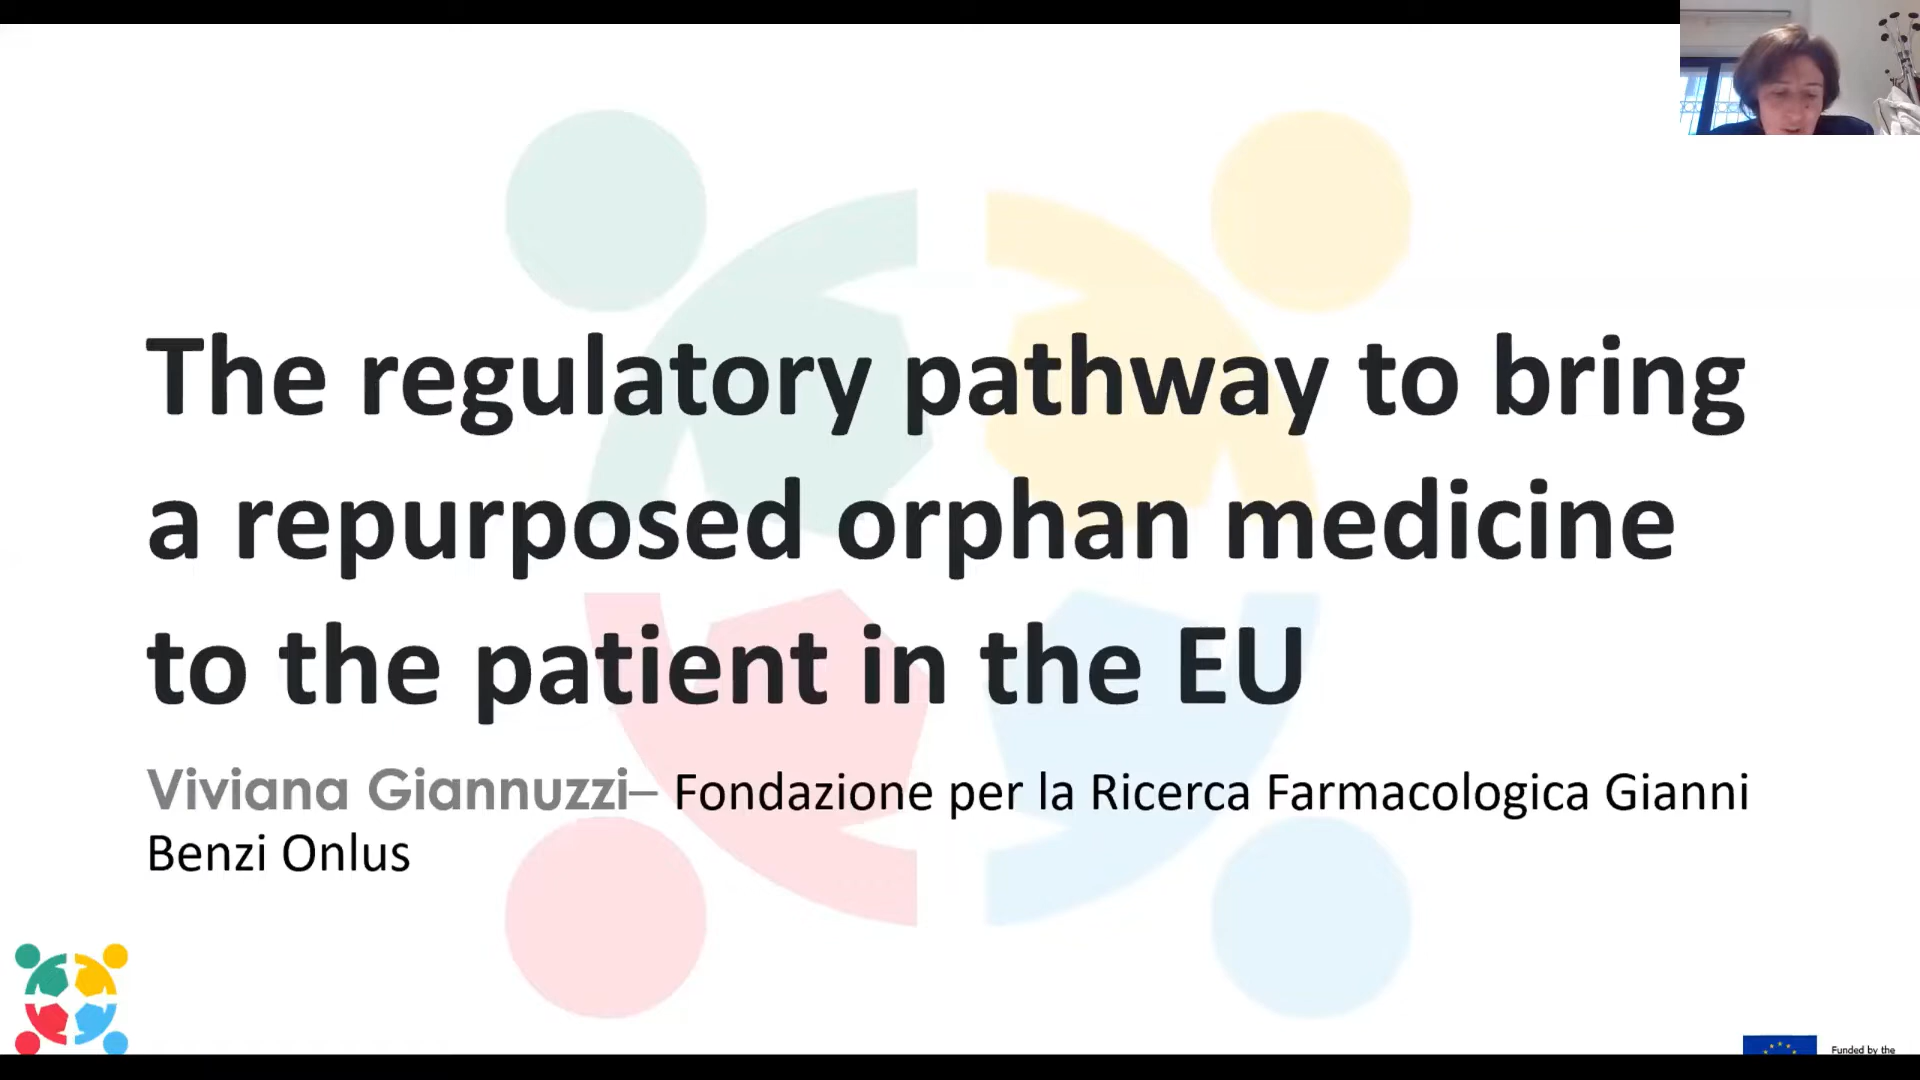 The regulatory pathway to bring
a repurposed orphan medicine
to the patient in the EU
Viviana Giannuzzi– Fondazione per la Ricerca Farmacologica Gianni
Benzi Onlus
Funded by the